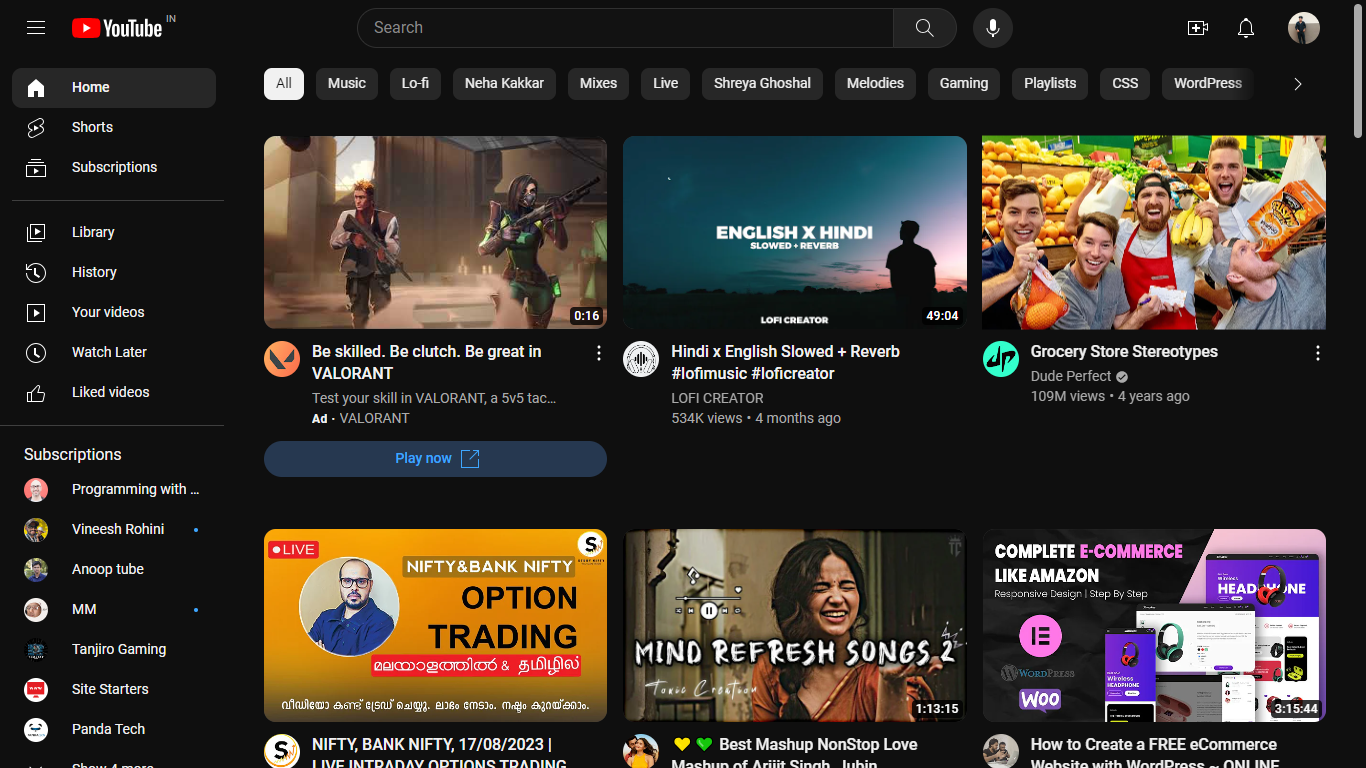 YouTube IN
Search
Home
Shorts
Subscriptions
Library
History
Your videos
Watch Later
Liked videos
Subscriptions
Programming with ...
Vineesh Rohini
Anoop tube
MM
Tanjiro Gaming
Site Starters
Panda Tech
Show 4 more
All Music Lo-fi Neha Kakkar Mixes Live Shreya Ghoshal Melodies Gaming Playlists CSS WordPress
0:16
Be skilled. Be clutch. Be great in
VALORANT
Test your skill in VALORANT, a 5v5 tac...
Ad • VALORANT
Play now
ENGLISH X HINDI
SLOWED + REVERB
LOFI CREATOR
49:04
Hindi x English Slowed + Reverb
#lofimusic #loficreator
LOFI CREATOR
534K views • 4 months ago
Grocery Store Stereotypes
Dude Perfect
109M views • 4 years ago
LIVE
NIFTY&BANK NIFTY
OPTION
TRADING
മലയാളത്തിൽ & தமிழில்
വീഡിയോ കണ്ട് ട്രേഡ് ചെയ്യൂ. ലാഭം നേടാം. നഷ്ടം കുറയ്ക്കാം.
NIFTY, BANK NIFTY, 17/08/2023 |
LIVE INTRADAY OPTIONS TRADING
MIND REFRESH SONGS 2
Toxic Creation
1:13:15
💛 💚 Best Mashup NonStop Love
Mashup of Arijit Singh, Jubin
COMPLETE E-COMMERCE
LIKE AMAZON
Responsive Design | Step By Step
Wireless
HEADPHONE
WORDPRESS
WOO
Wireless
HEADPHONE
3:15:44
How to Create a FREE eCommerce
Website with WordPress ~ ONLINE